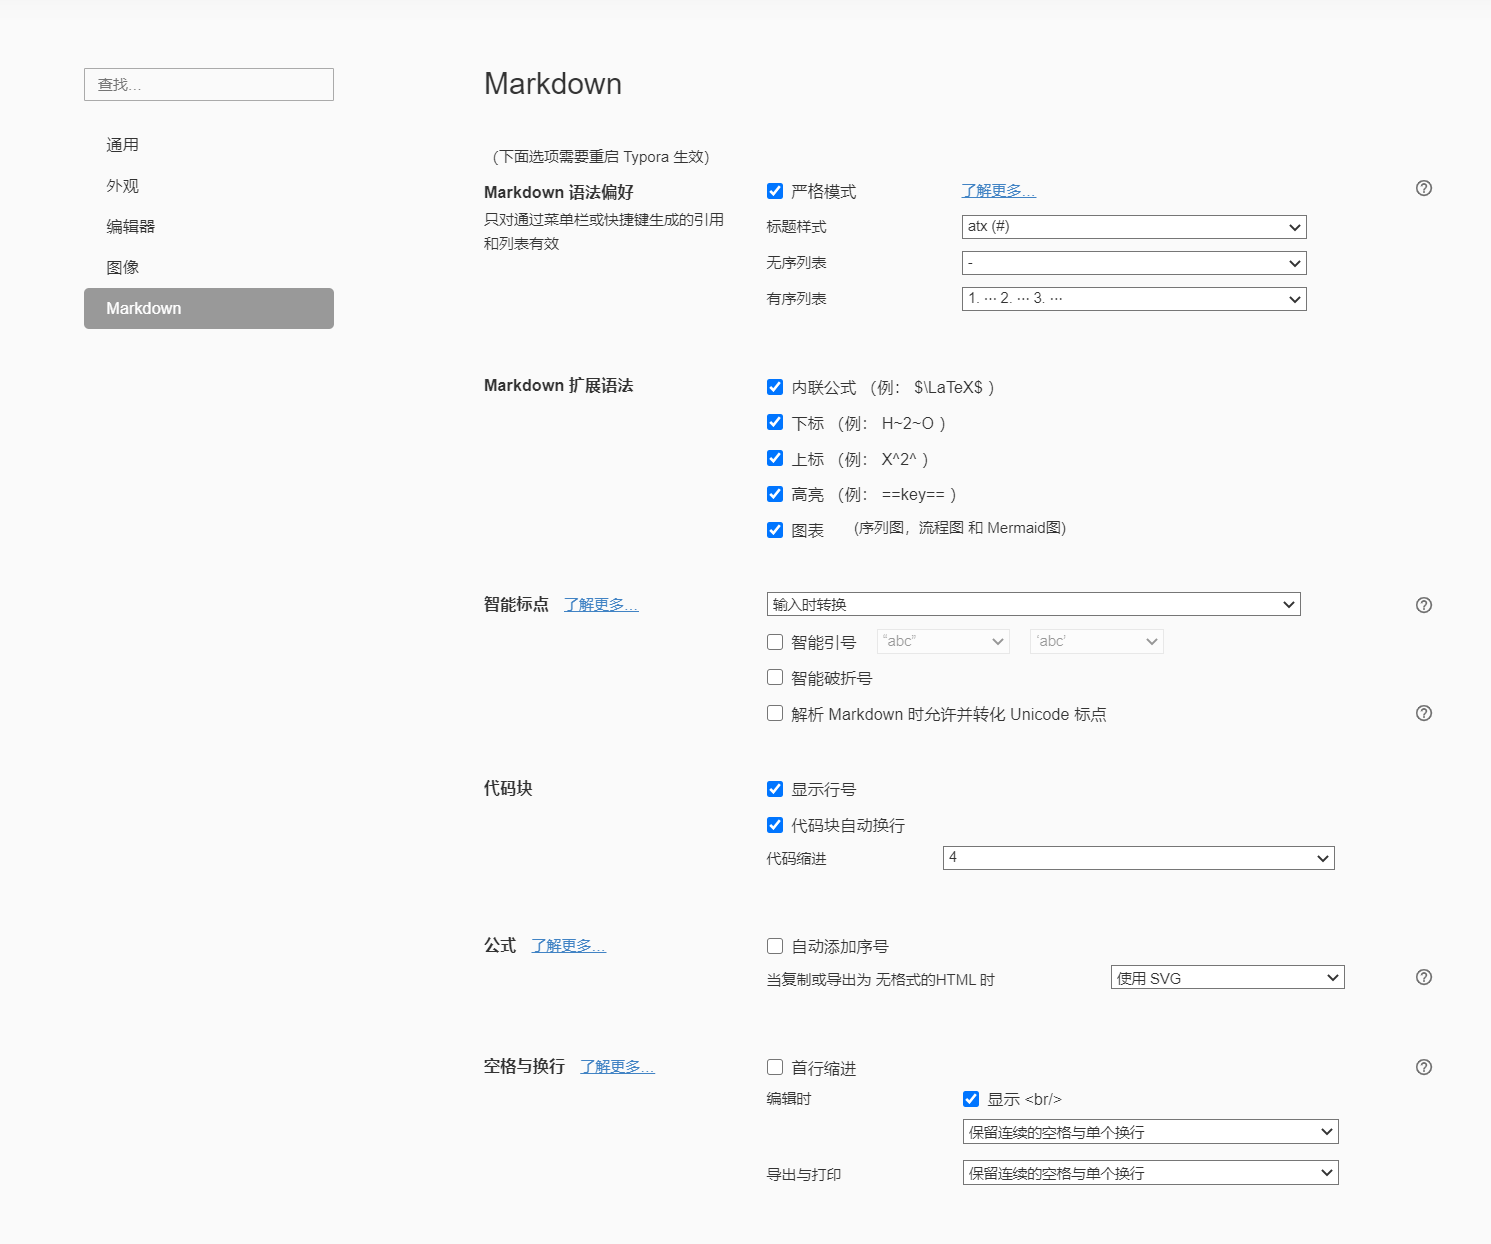 查找...
通用
外观
编辑器
图像
Markdown
Markdown
（下面选项需要重启 Typora 生效）
Markdown 语法偏好
只对通过菜单栏或快捷键生成的引用
和列表有效
严格模式 了解更多...
标题样式 atx (#)
无序列表 -
有序列表 1. ··· 2. ··· 3. ···
Markdown 扩展语法
内联公式 （例： $\LaTeX$ ）
下标 （例： H~2~O ）
上标 （例： X^2^ ）
高亮 （例： ==key== ）
图表 (序列图，流程图 和 Mermaid图)
智能标点 了解更多... 输入时转换
智能引号 “abc” ‘abc’
智能破折号
解析 Markdown 时允许并转化 Unicode 标点
代码块
显示行号
代码块自动换行
代码缩进 4
公式 了解更多...
自动添加序号
当复制或导出为 无格式的HTML 时 使用 SVG
空格与换行 了解更多...
首行缩进
编辑时 显示 <br/>
保留连续的空格与单个换行
导出与打印 保留连续的空格与单个换行